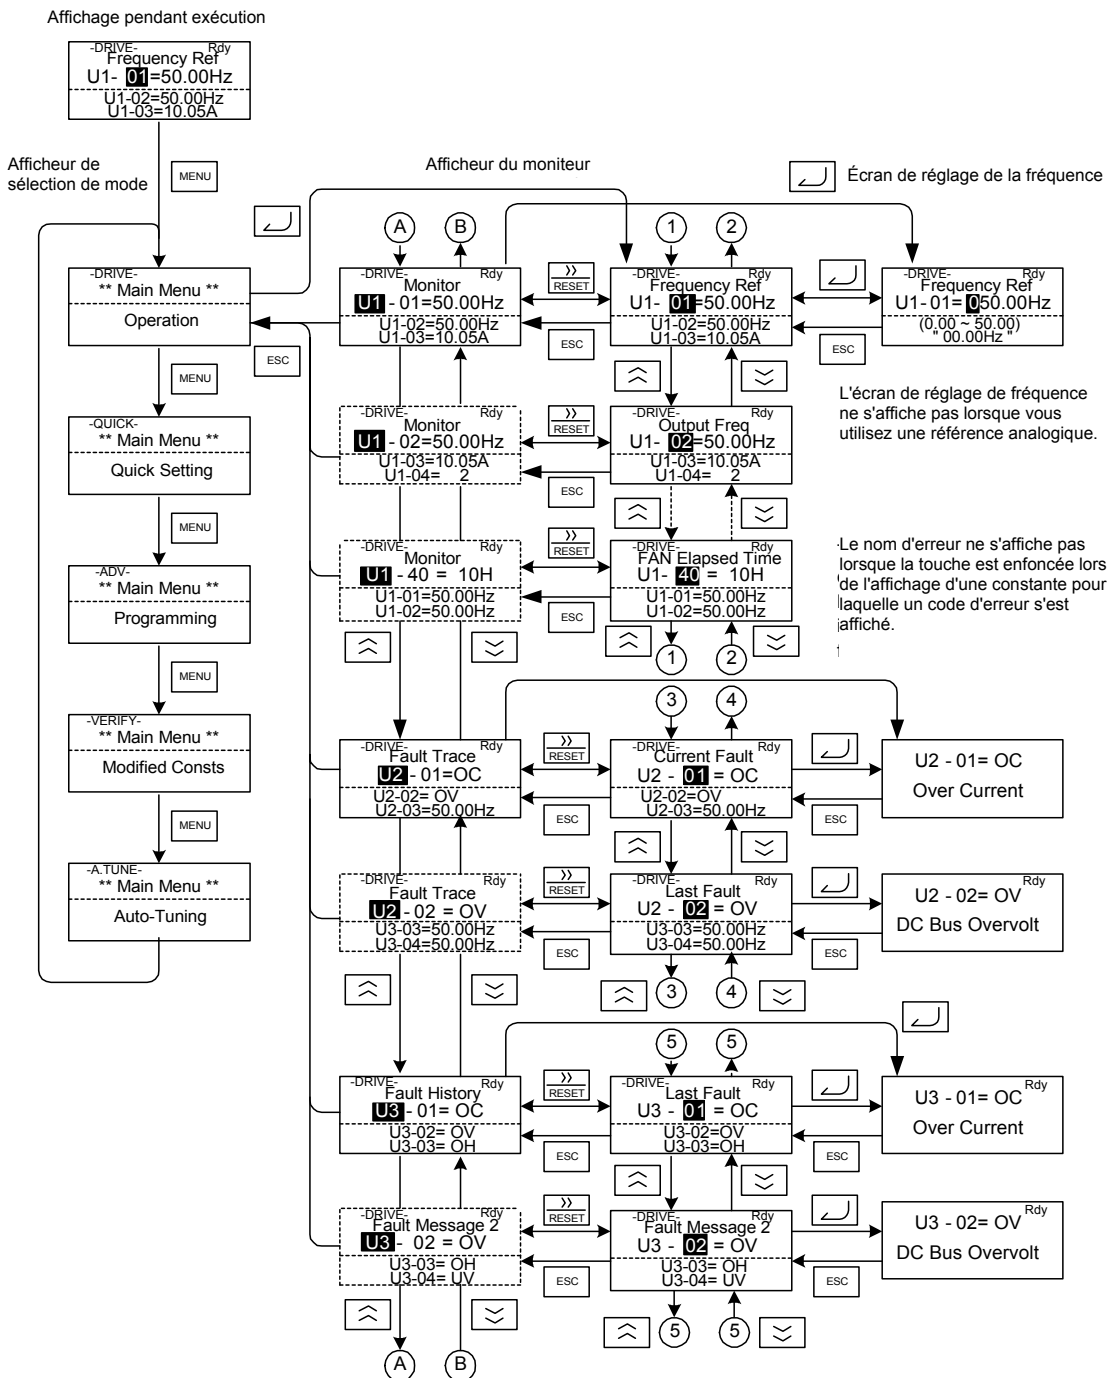 Affichage pendant exécution
-DRIVE- Rdy
Frequency Ref
U1- 01=50.00Hz
U1-02=50.00Hz
U1-03=10.05A
Afficheur de
sélection de mode
MENU
Afficheur du moniteur
Écran de réglage de la fréquence
A
B
1
2
-DRIVE-
** Main Menu **
Operation
-DRIVE- Rdy
Monitor
U1 - 01=50.00Hz
U1-02=50.00Hz
U1-03=10.05A
>>
RESET
ESC
-DRIVE- Rdy
Frequency Ref
U1- 01=50.00Hz
U1-02=50.00Hz
U1-03=10.05A
ESC
-DRIVE- Rdy
Frequency Ref
U1- 01= 050.00Hz
(0.00 ~ 50.00)
" 00.00Hz "
ESC
MENU
L'écran de réglage de fréquence
ne s'affiche pas lorsque vous
utilisez une référence analogique.
-QUICK-
** Main Menu **
Quick Setting
-DRIVE- Rdy
Monitor
U1 - 02=50.00Hz
U1-03=10.05A
U1-04= 2
>>
RESET
ESC
-DRIVE- Rdy
Output Freq
U1- 02=50.00Hz
U1-03=10.05A
U1-04= 2
MENU
-ADV-
** Main Menu **
Programming
-DRIVE- Rdy
Monitor
U1 - 40 = 10H
U1-01=50.00Hz
U1-02=50.00Hz
>>
RESET
ESC
-DRIVE- Rdy
FAN Elapsed Time
U1- 40 = 10H
U1-01=50.00Hz
U1-02=50.00Hz
Le nom d'erreur ne s'affiche pas
lorsque la touche est enfoncée lors
de l'affichage d'une constante pour
laquelle un code d'erreur s'est
affiché.
1
2
MENU
3
4
-VERIFY-
** Main Menu **
Modified Consts
-DRIVE- Rdy
Fault Trace
U2 - 01=OC
U2-02= OV
U2-03=50.00Hz
>>
RESET
ESC
-DRIVE- Rdy
Current Fault
U2 - 01 = OC
U2-02=OV
U2-03=50.00Hz
ESC
U2 - 01= OC
Over Current
MENU
-A.TUNE-
** Main Menu **
Auto-Tuning
-DRIVE- Rdy
Fault Trace
U2 - 02 = OV
U3-03=50.00Hz
U3-04=50.00Hz
>>
RESET
ESC
-DRIVE- Rdy
Last Fault
U2 - 02 = OV
U3-03=50.00Hz
U3-04=50.00Hz
ESC
Rdy
U2 - 02= OV
DC Bus Overvolt
3
4
5
5
-DRIVE- Rdy
Fault History
U3 - 01= OC
U3-02= OV
U3-03= OH
>>
RESET
ESC
-DRIVE- Rdy
Last Fault
U3 - 01 = OC
U3-02=OV
U3-03=OH
ESC
Rdy
U3 - 01= OC
Over Current
-DRIVE- Rdy
Fault Message 2
U3 - 02 = OV
U3-03= OH
U3-04= UV
>>
RESET
ESC
-DRIVE- Rdy
Fault Message 2
U3 - 02 = OV
U3-03= OH
U3-04= UV
ESC
Rdy
U3 - 02= OV
DC Bus Overvolt
5
5
A
B